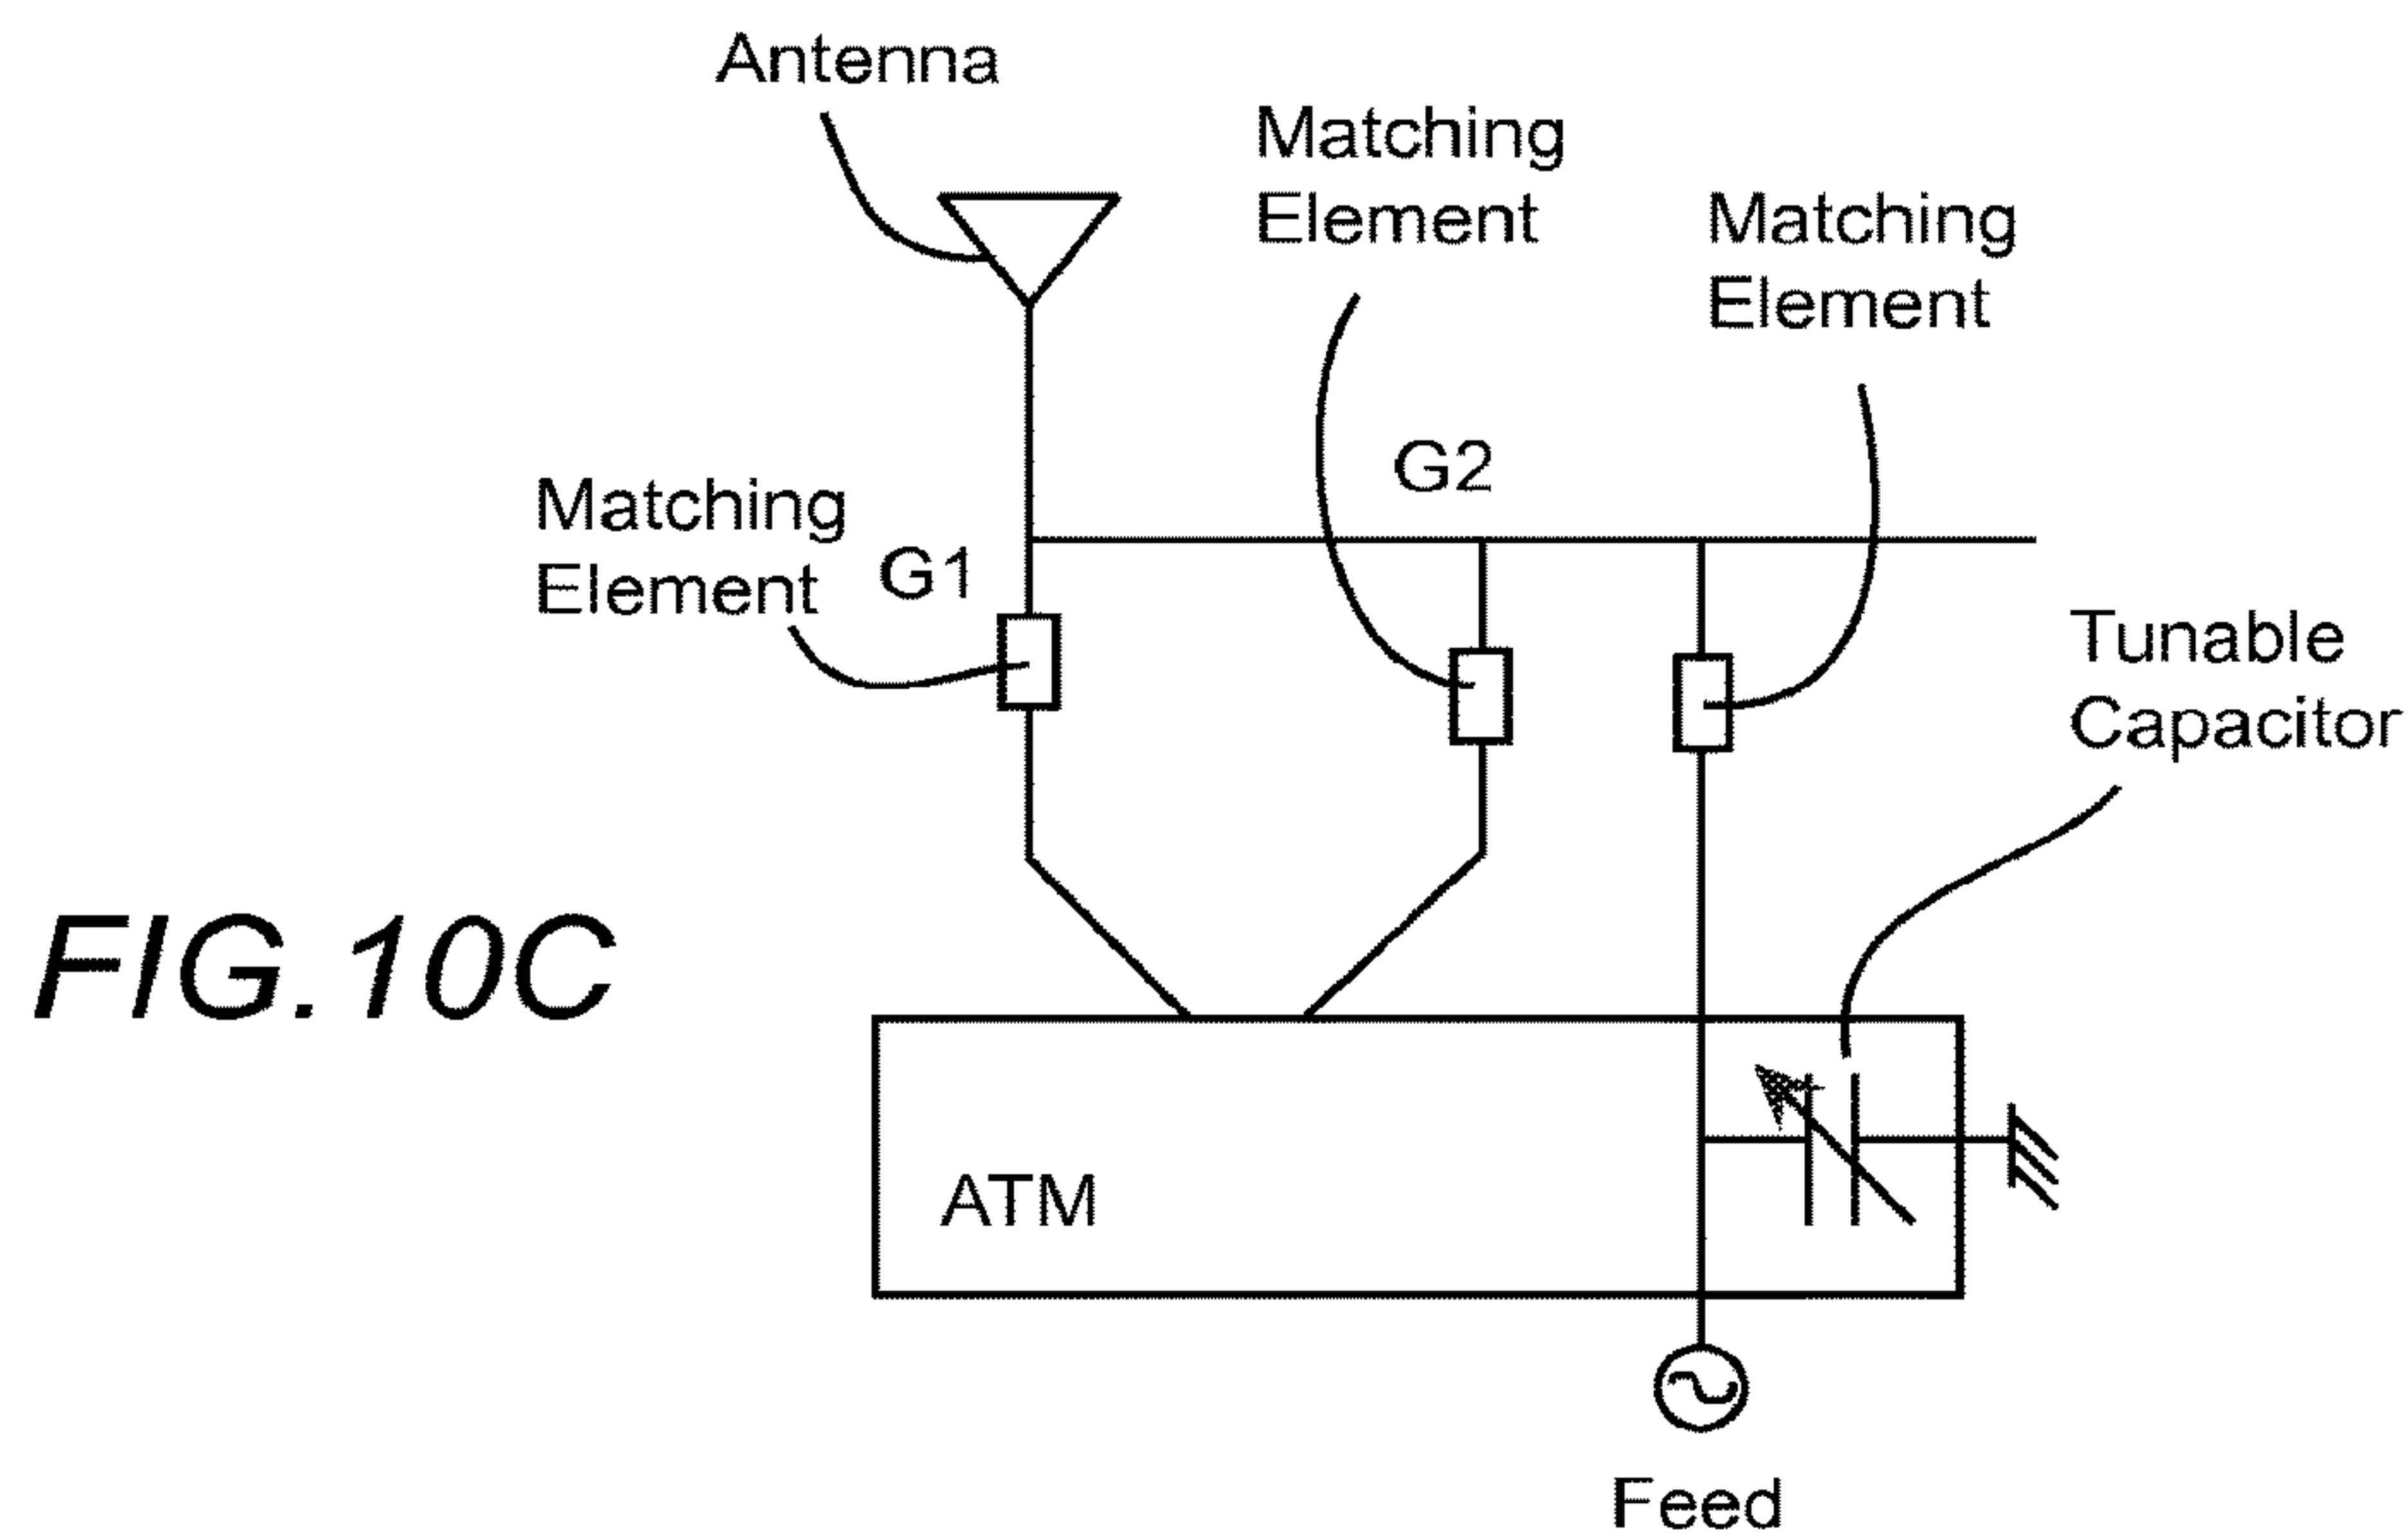 Antenna
Matching
Element
Matching
Element
G2
Matching
Element
G1
Tunable
Capacitor
FIG.10C
ATM
Feed